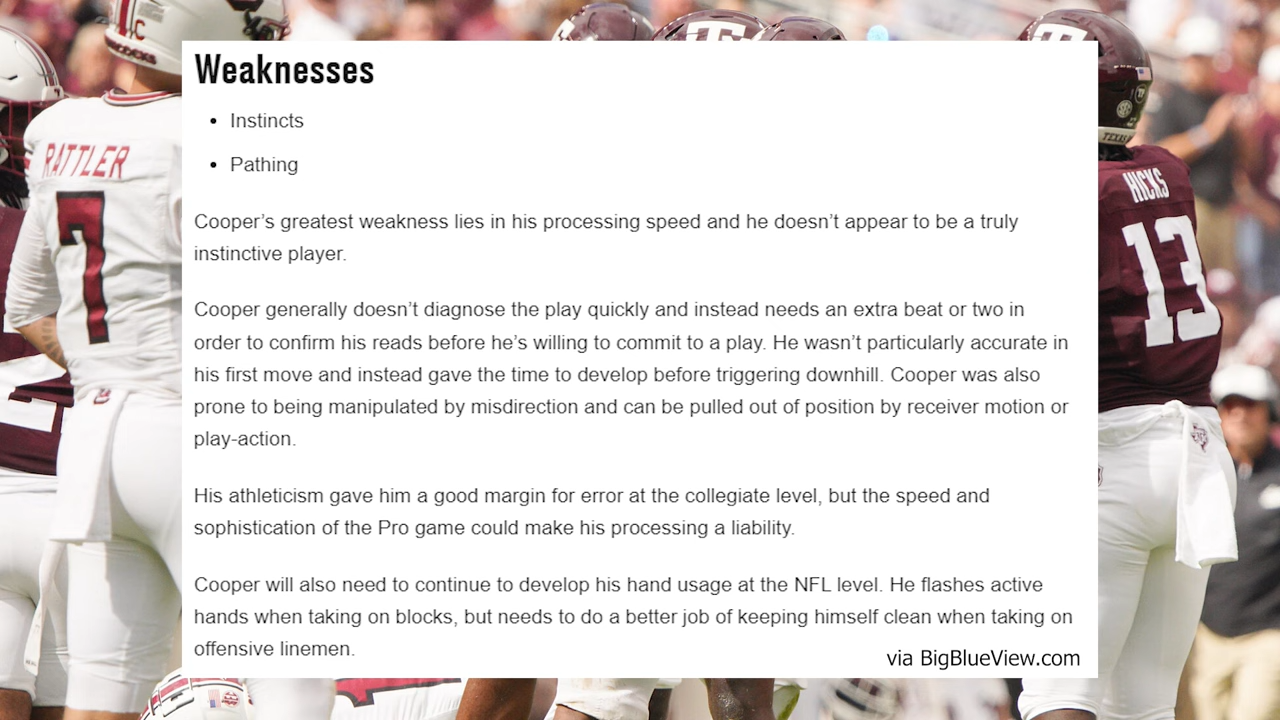 Weaknesses
• Instincts
• Pathing
Cooper’s greatest weakness lies in his processing speed and he doesn’t appear to be a truly
instinctive player.
Cooper generally doesn’t diagnose the play quickly and instead needs an extra beat or two in
order to confirm his reads before he’s willing to commit to a play. He wasn’t particularly accurate in
his first move and instead gave the time to develop before triggering downhill. Cooper was also
prone to being manipulated by misdirection and can be pulled out of position by receiver motion or
play-action.
His athleticism gave him a good margin for error at the collegiate level, but the speed and
sophistication of the Pro game could make his processing a liability.
Cooper will also need to continue to develop his hand usage at the NFL level. He flashes active
hands when taking on blocks, but needs to do a better job of keeping himself clean when taking on
offensive linemen.
via BigBlueView.com
RATTLER
7
HICKS
13